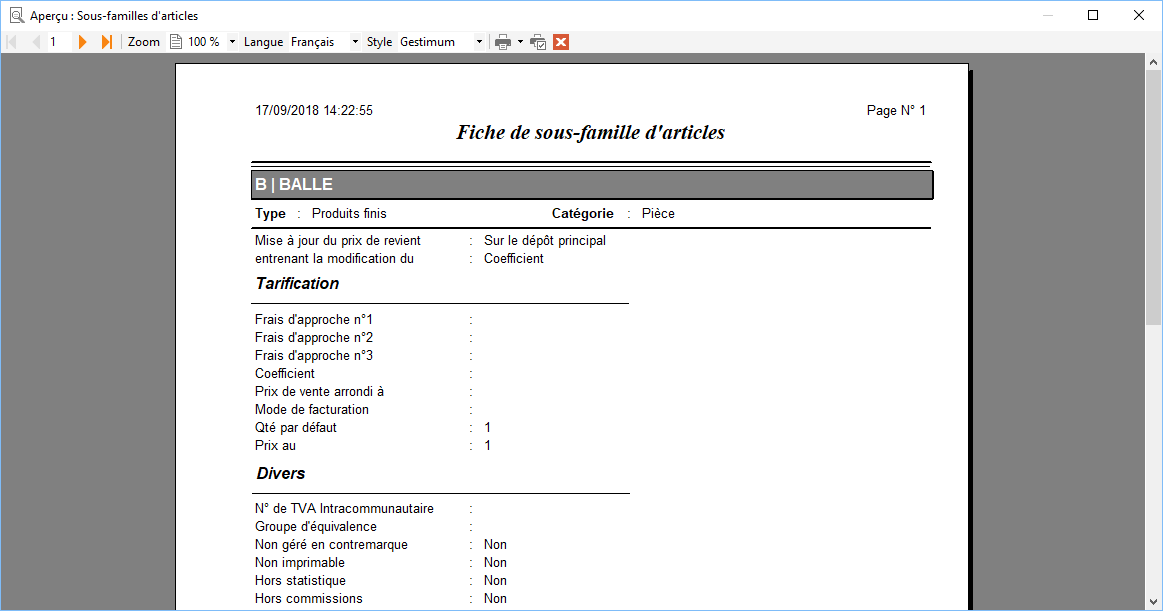 Aperçu : Sous-familles d'articles
1 Zoom 100 % Langue Français Style Gestimum
17/09/2018 14:22:55 Page N° 1
Fiche de sous-famille d'articles
B | BALLE
Type : Produits finis Catégorie : Pièce
Mise à jour du prix de revient : Sur le dépôt principal
entrenant la modification du : Coefficient
Tarification
Frais d'approche n°1 :
Frais d'approche n°2 :
Frais d'approche n°3 :
Coefficient :
Prix de vente arrondi à :
Mode de facturation :
Qté par défaut : 1
Prix au : 1
Divers
N° de TVA Intracommunautaire :
Groupe d'équivalence :
Non géré en contremarque : Non
Non imprimable : Non
Hors statistique : Non
Hors commissions : Non